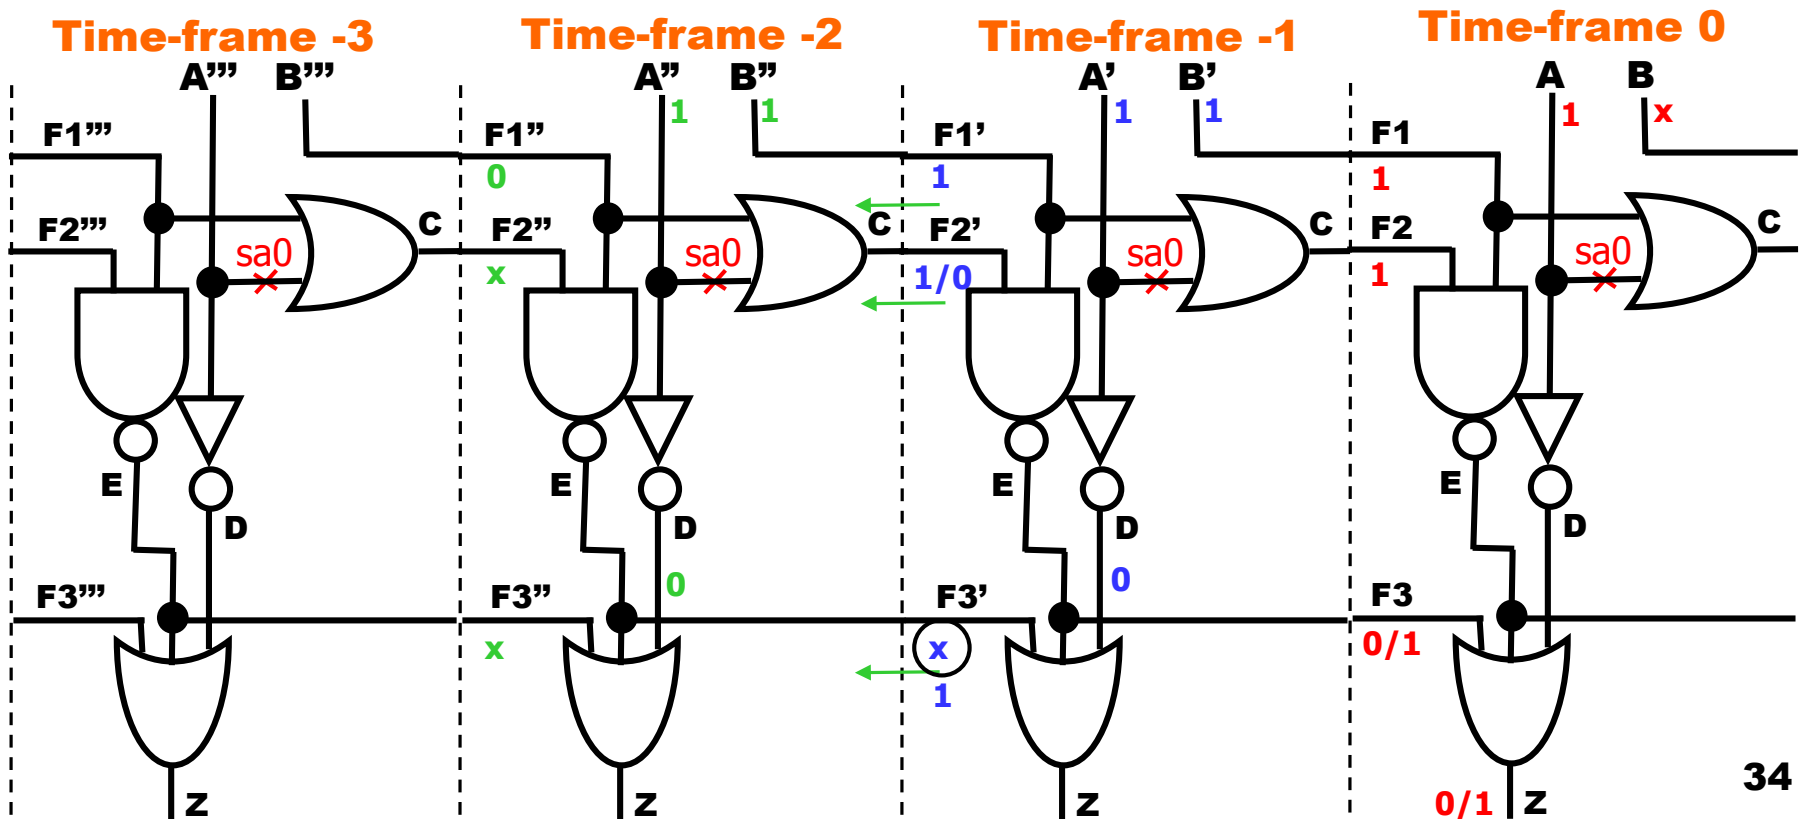 Time-frame -3 Time-frame -2 Time-frame -1 Time-frame 0
A’’’ B’’’ A’’ B’’ A’ B’ A B
1 1 1 1 1 x
F1’’’ F1’’ F1’ F1
0 1 1
F2’’’ C F2’’ C F2’ C F2 C
sa0 sa0 sa0 sa0
x 1/0 1
E E E E
D D D D
0 0
F3’’’ F3’’ F3’ F3
x x 0/1
1
34
Z Z Z 0/1 Z